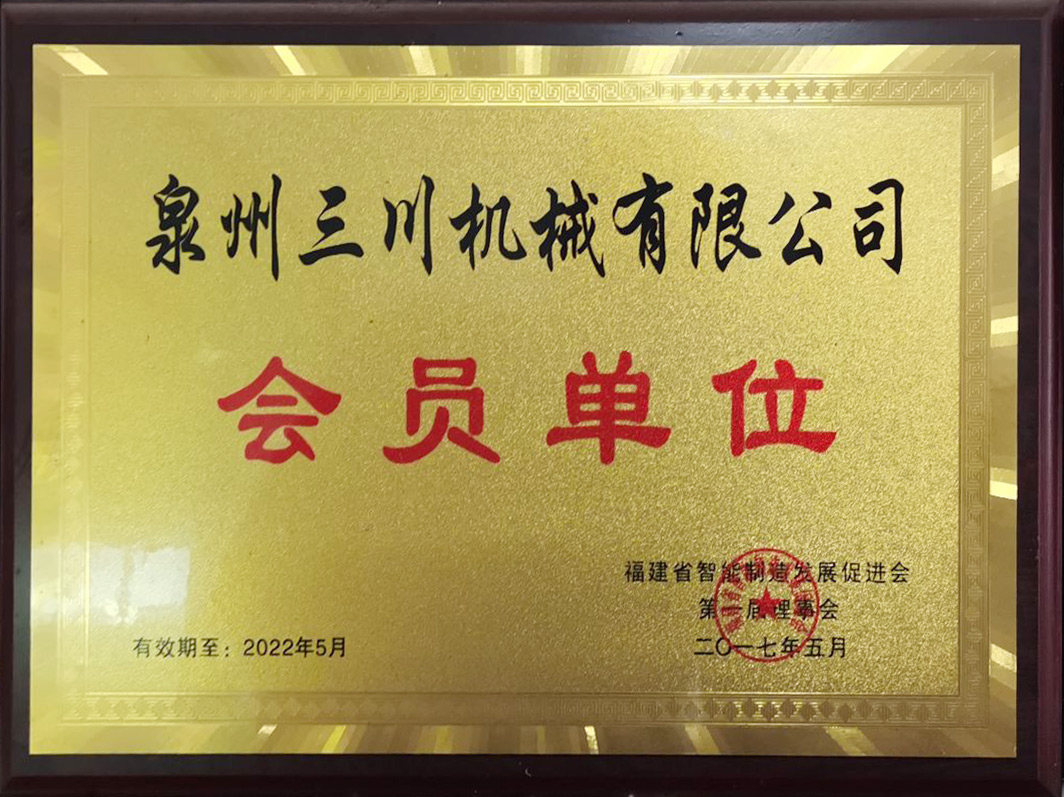 泉州三川机械有限公司
会员单位
福建省智能制造发展促进会
第一届理事会
有效期至：2022年5月
二〇一七年五月